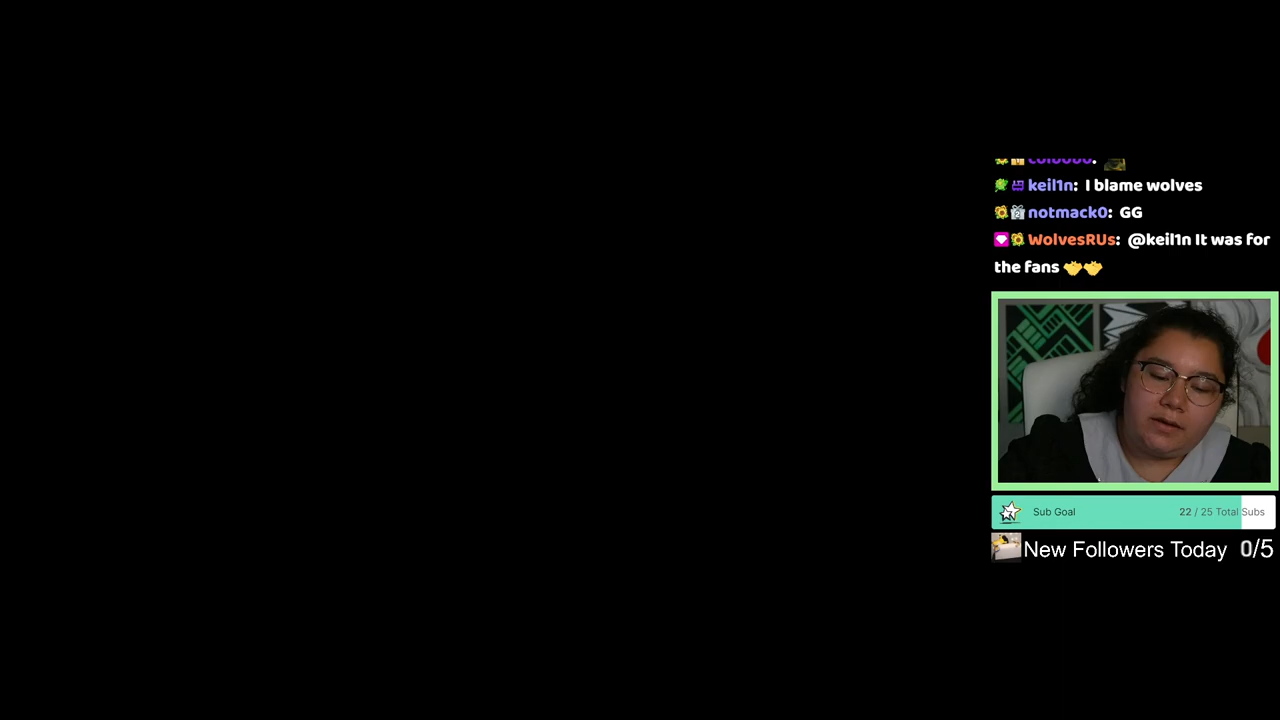 keil1n: I blame wolves
notmack0: GG
WolvesRUs: @keil1n It was for
the fans
Sub Goal 22 / 25 Total Subs
New Followers Today 0/5